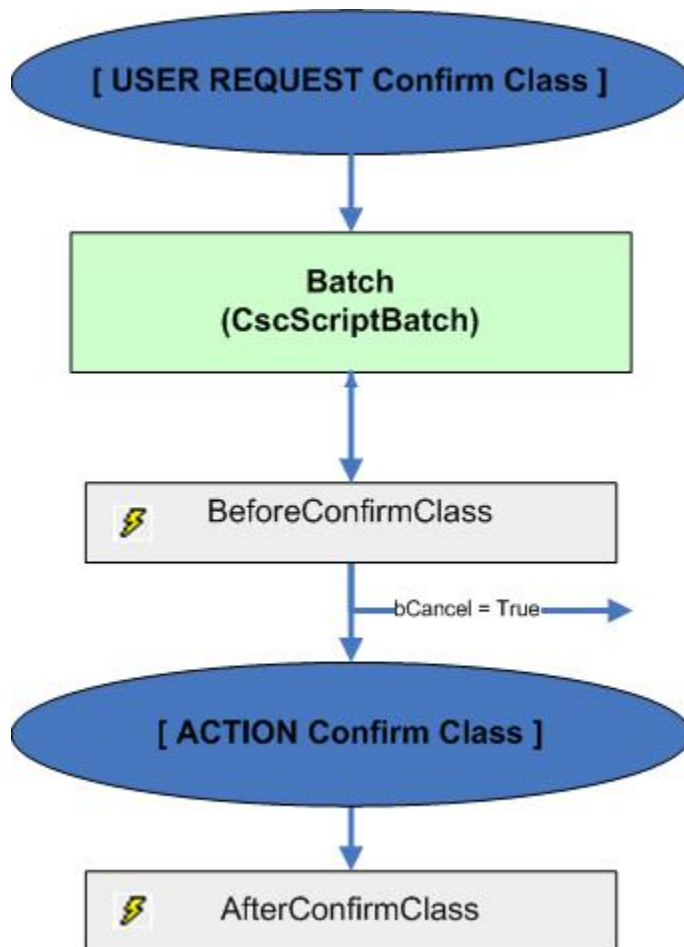 [ USER REQUEST Confirm Class ]
Batch
(CscScriptBatch)
BeforeConfirmClass
bCancel = True
[ ACTION Confirm Class ]
AfterConfirmClass